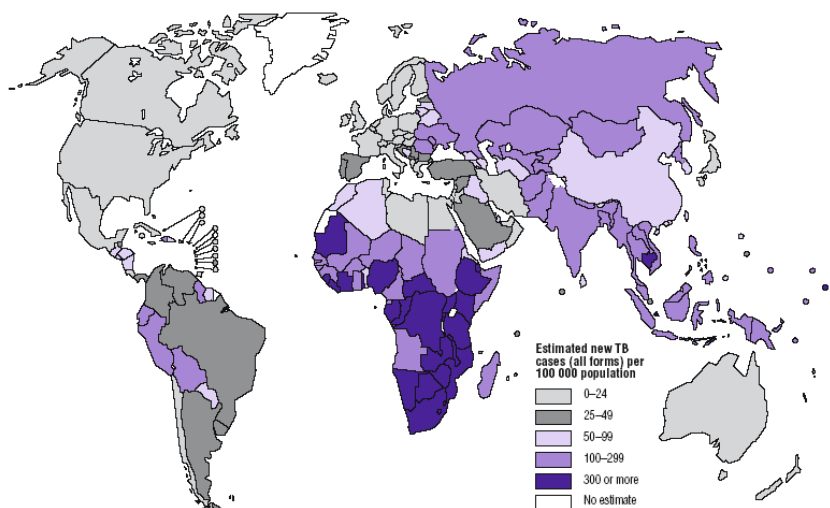 Estimated new TB
cases (all forms) per
100 000 population
0–24
25–49
50–99
100–299
300 or more
No estimate